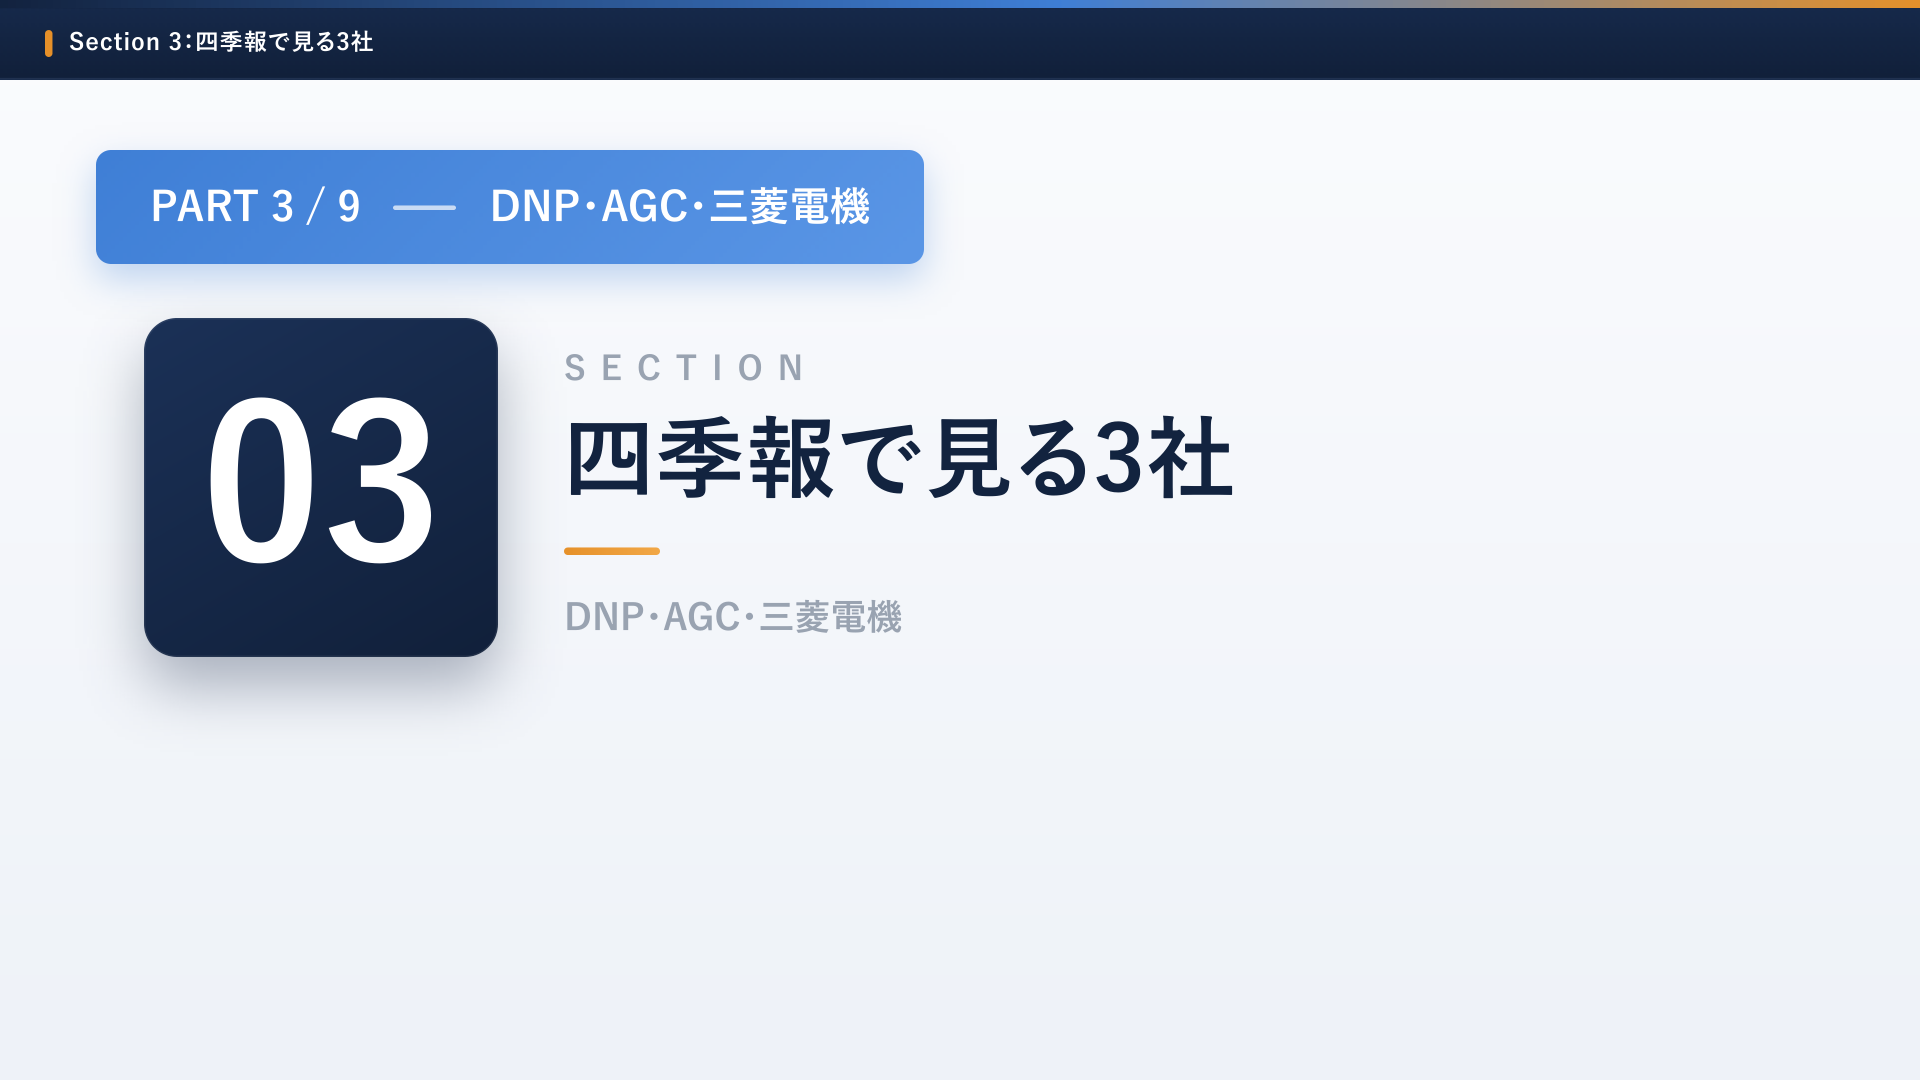 Section 3:四季報で見る3社
PART 3 / 9 — DNP・AGC・三菱電機
03
SECTION
四季報で見る3社
DNP・AGC・三菱電機